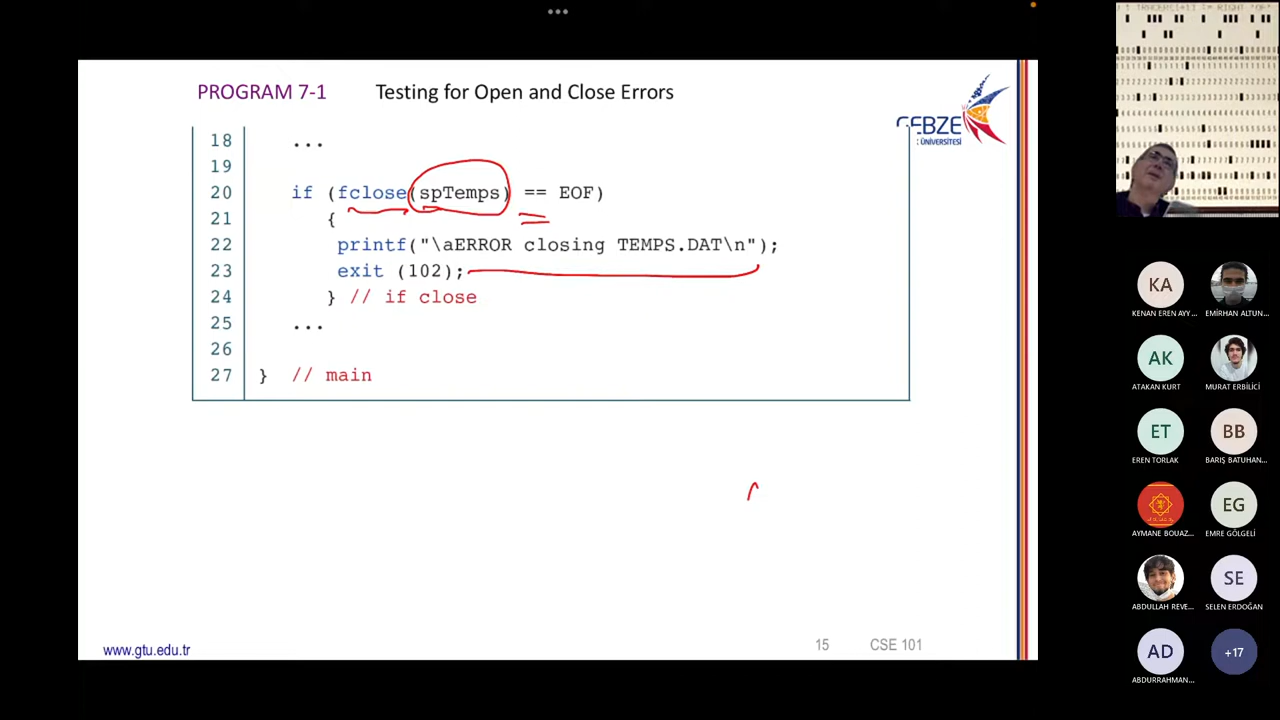 PROGRAM 7-1 Testing for Open and Close Errors
GEBZE
ÜNİVERSİTESİ
18 ...
19
20 if (fclose(spTemps) == EOF)
21 {
22 printf("\aERROR closing TEMPS.DAT\n");
23 exit (102);
24 } // if close
25 ...
26
27 } // main
www.gtu.edu.tr
15 CSE 101
KA
KENAN EREN AYY...
EMİRHAN ALTUN...
AK
ATAKAN KURT
MURAT ERBİLİCİ
ET
EREN TORLAK
BB
BARIŞ BATUHAN...
AYMANE BOUAZ...
EG
EMRE GÖLGELİ
ABDULLAH REVE...
SE
SELEN ERDOĞAN
AD
ABDURRAHMAN...
+17